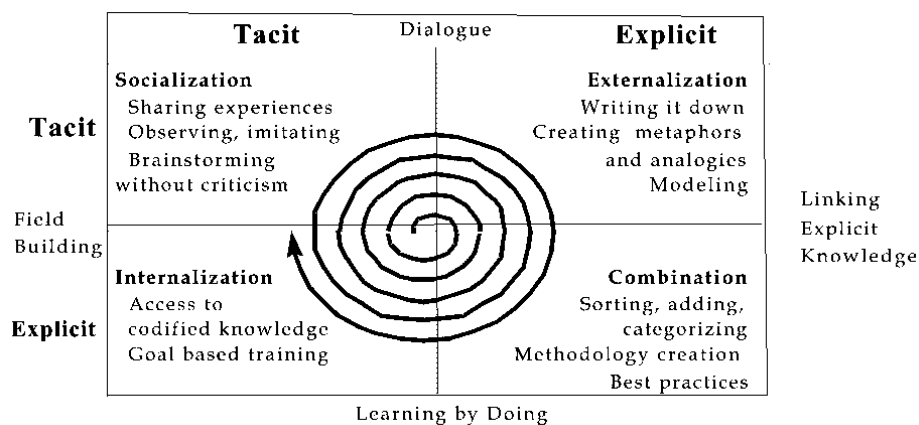 Tacit
Dialogue
Explicit
Socialization
Sharing experiences
Observing, imitating
Brainstorming
without criticism
Externalization
Writing it down
Creating metaphors
and analogies
Modeling
Tacit
Field
Building
Linking
Explicit
Knowledge
Internalization
Access to
codified knowledge
Goal based training
Combination
Sorting, adding,
categorizing
Methodology creation
Best practices
Explicit
Learning by Doing